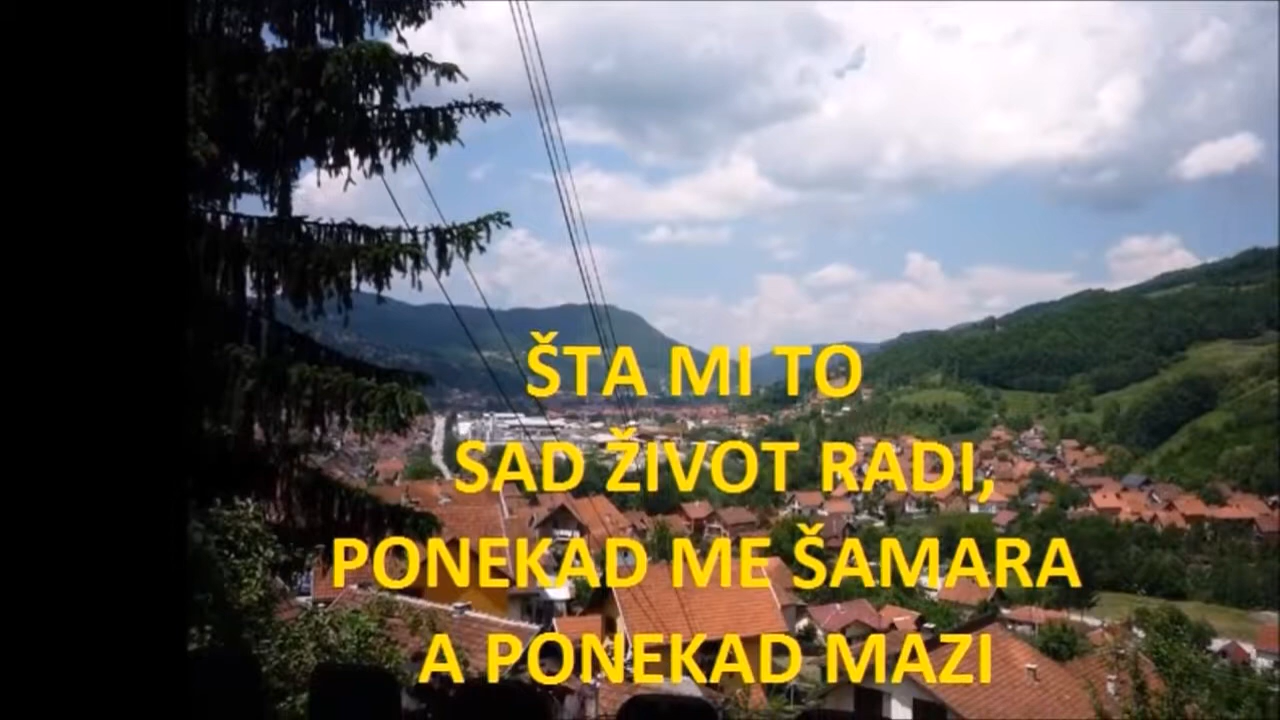 ŠTA MI TO
SAD ŽIVOT RADI,
PONEKAD ME ŠAMARA
A PONEKAD MAZI